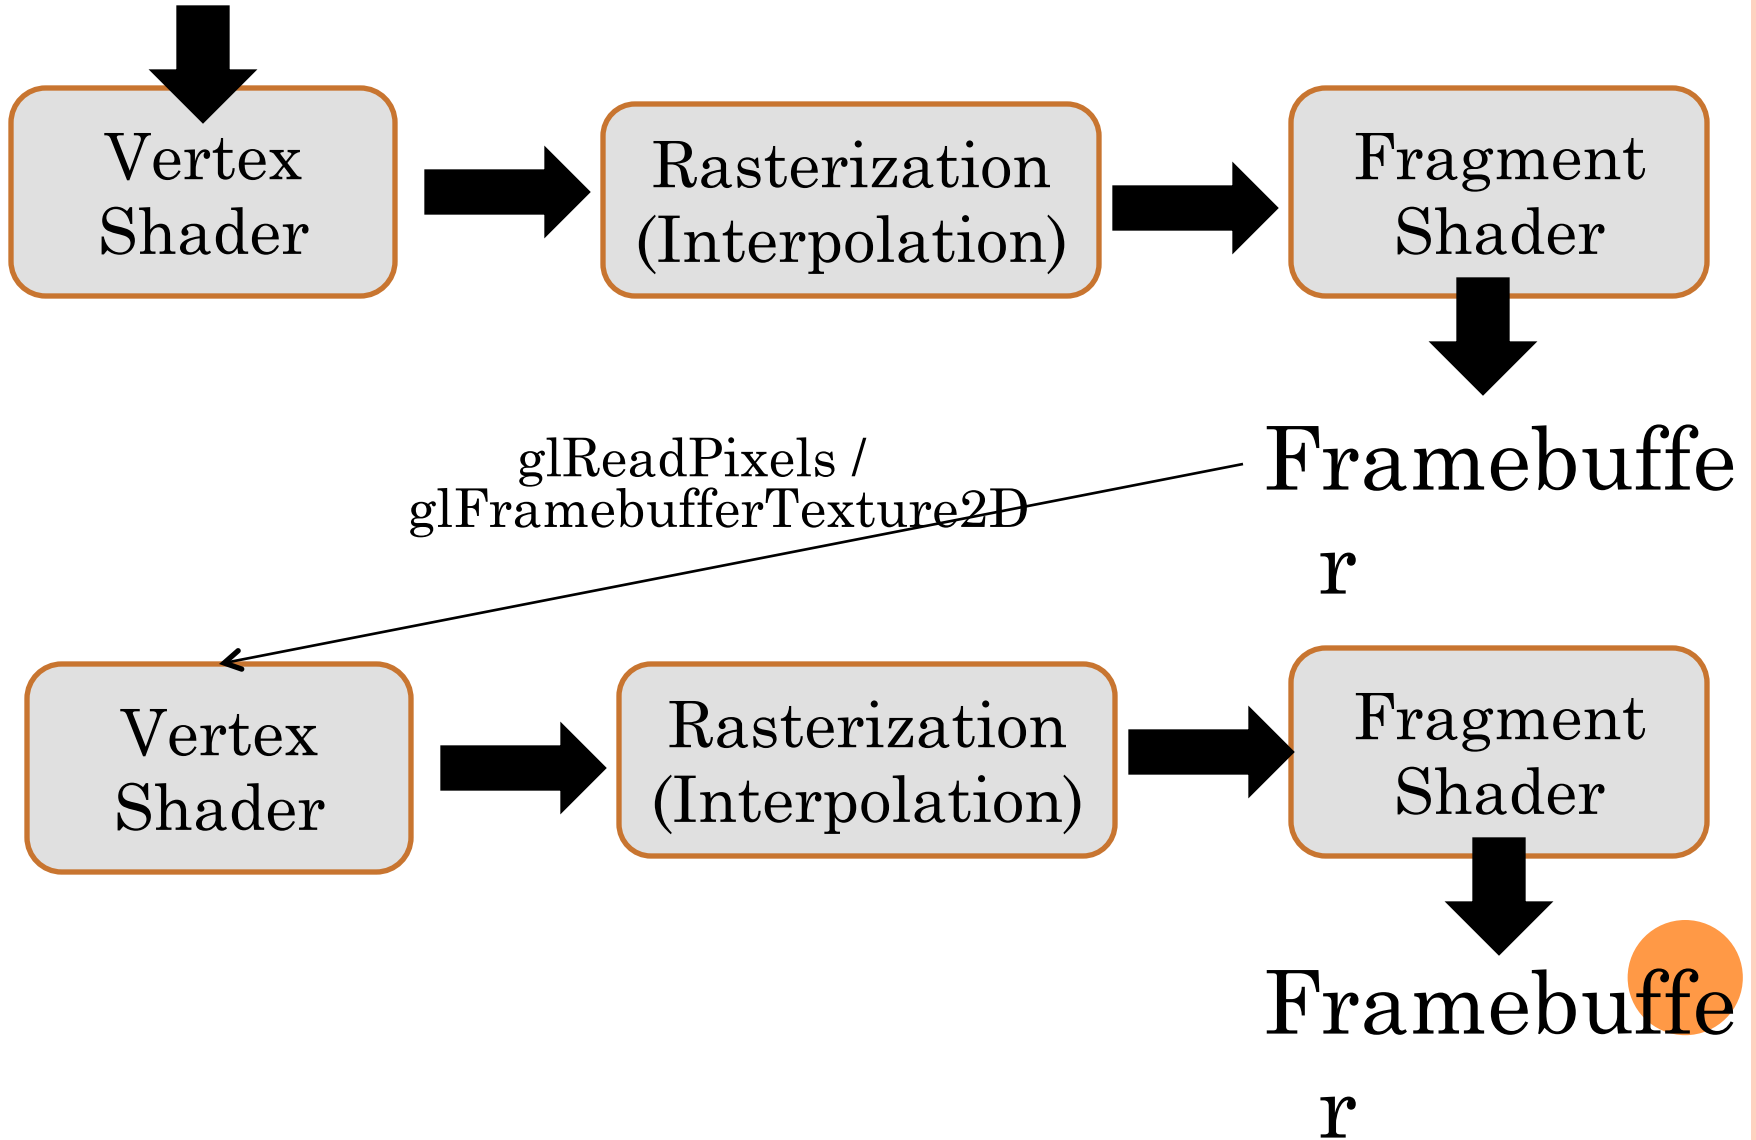 Vertex
Shader
Rasterization
(Interpolation)
Fragment
Shader
glReadPixels /
glFramebufferTexture2D
Framebuffe
r
Vertex
Shader
Rasterization
(Interpolation)
Fragment
Shader
Framebuffe
r